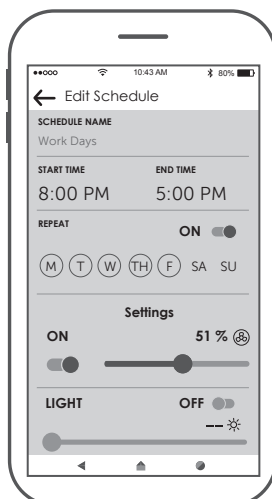 10:43 AM 80%
Edit Schedule
SCHEDULE NAME
Work Days
START TIME END TIME
8:00 PM 5:00 PM
REPEAT ON
M T W TH F SA SU
Settings
ON 51 %
LIGHT OFF
--